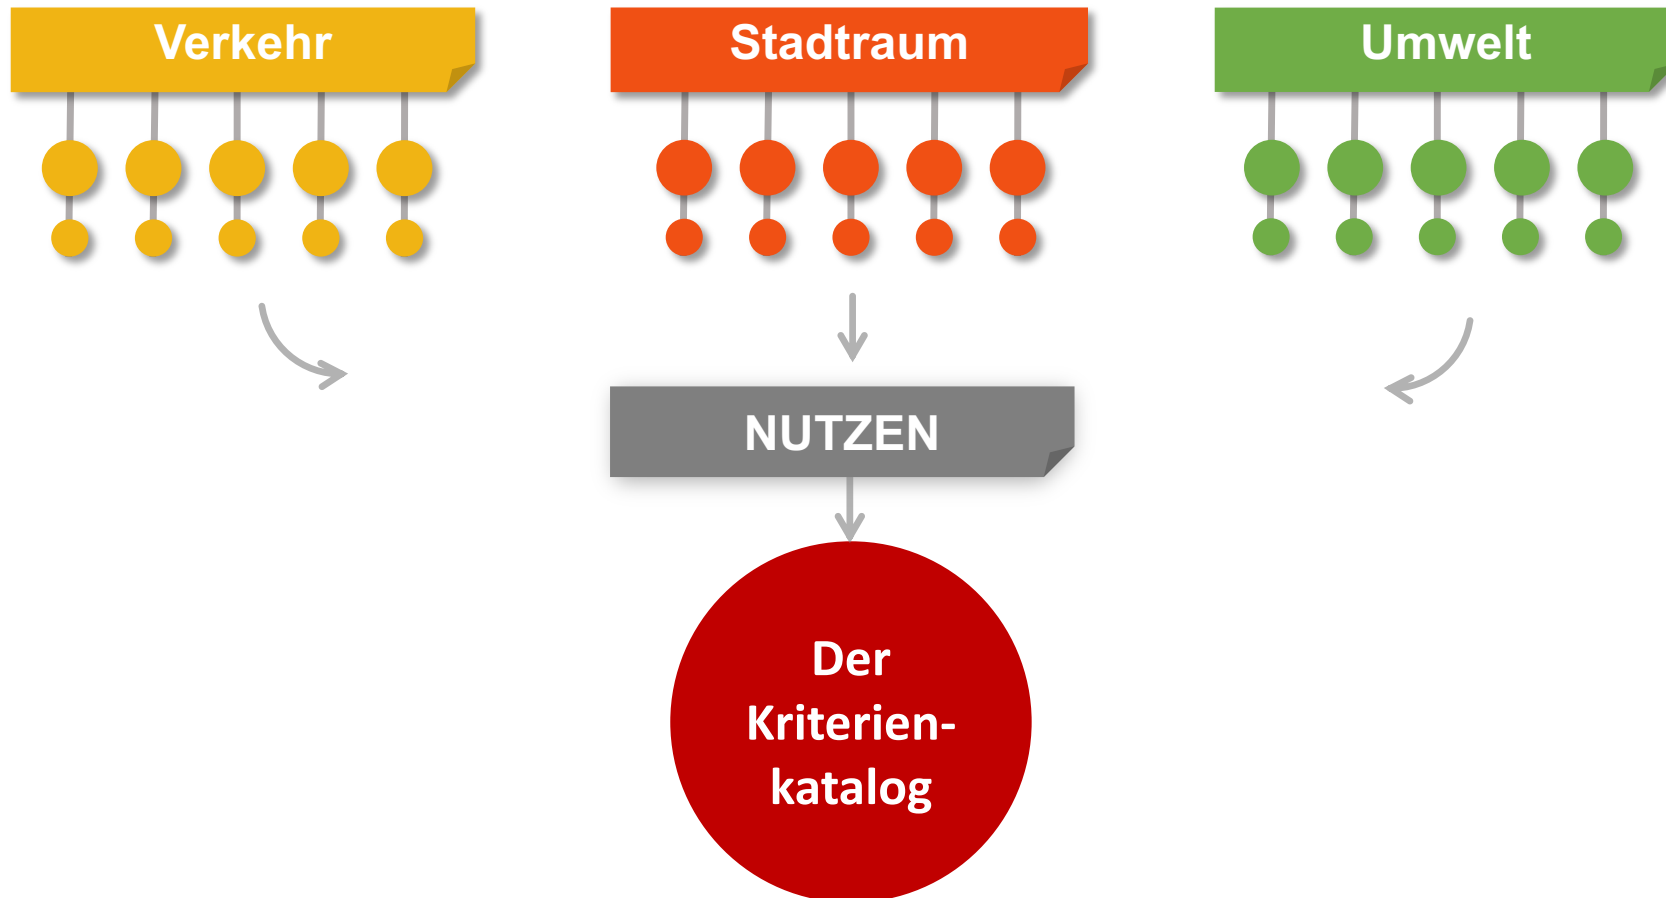 Verkehr
Stadtraum
Umwelt
NUTZEN
Der
Kriterien-
katalog